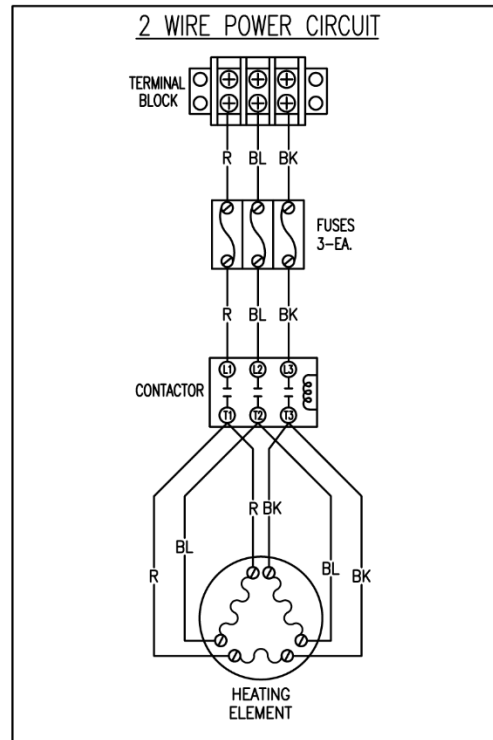 2 WIRE POWER CIRCUIT
TERMINAL
BLOCK
R BL BK
FUSES
3-EA.
R BL BK
L1 L2 L3
CONTACTOR
T1 T2 T3
R BK
BL
R
BL
BK
HEATING
ELEMENT